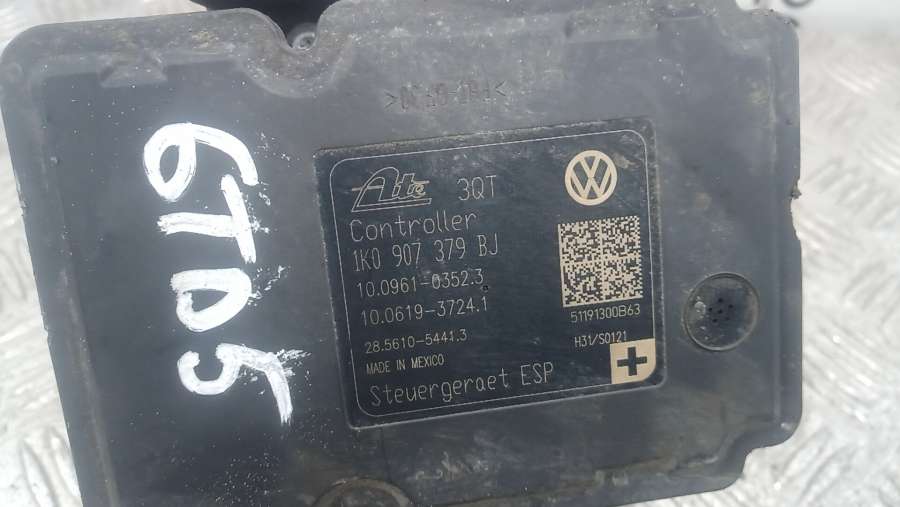 6T05
Ate 3QT
Controller
1K0 907 379 BJ
10.0961-0352.3
10.0619-3724.1
28.5610-5441.3
MADE IN MEXICO
Steuergeraet ESP
51191300B63
H31/S0121